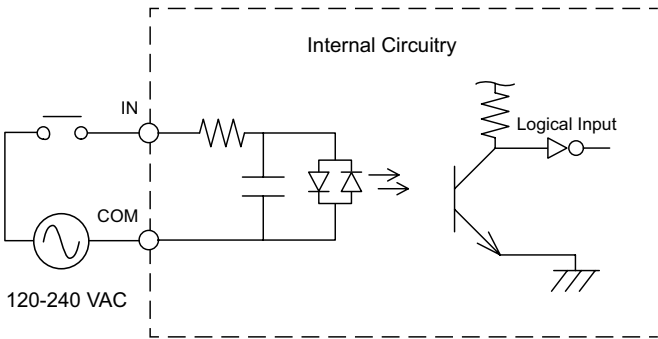 Internal Circuitry
IN
Logical Input
COM
120-240 VAC